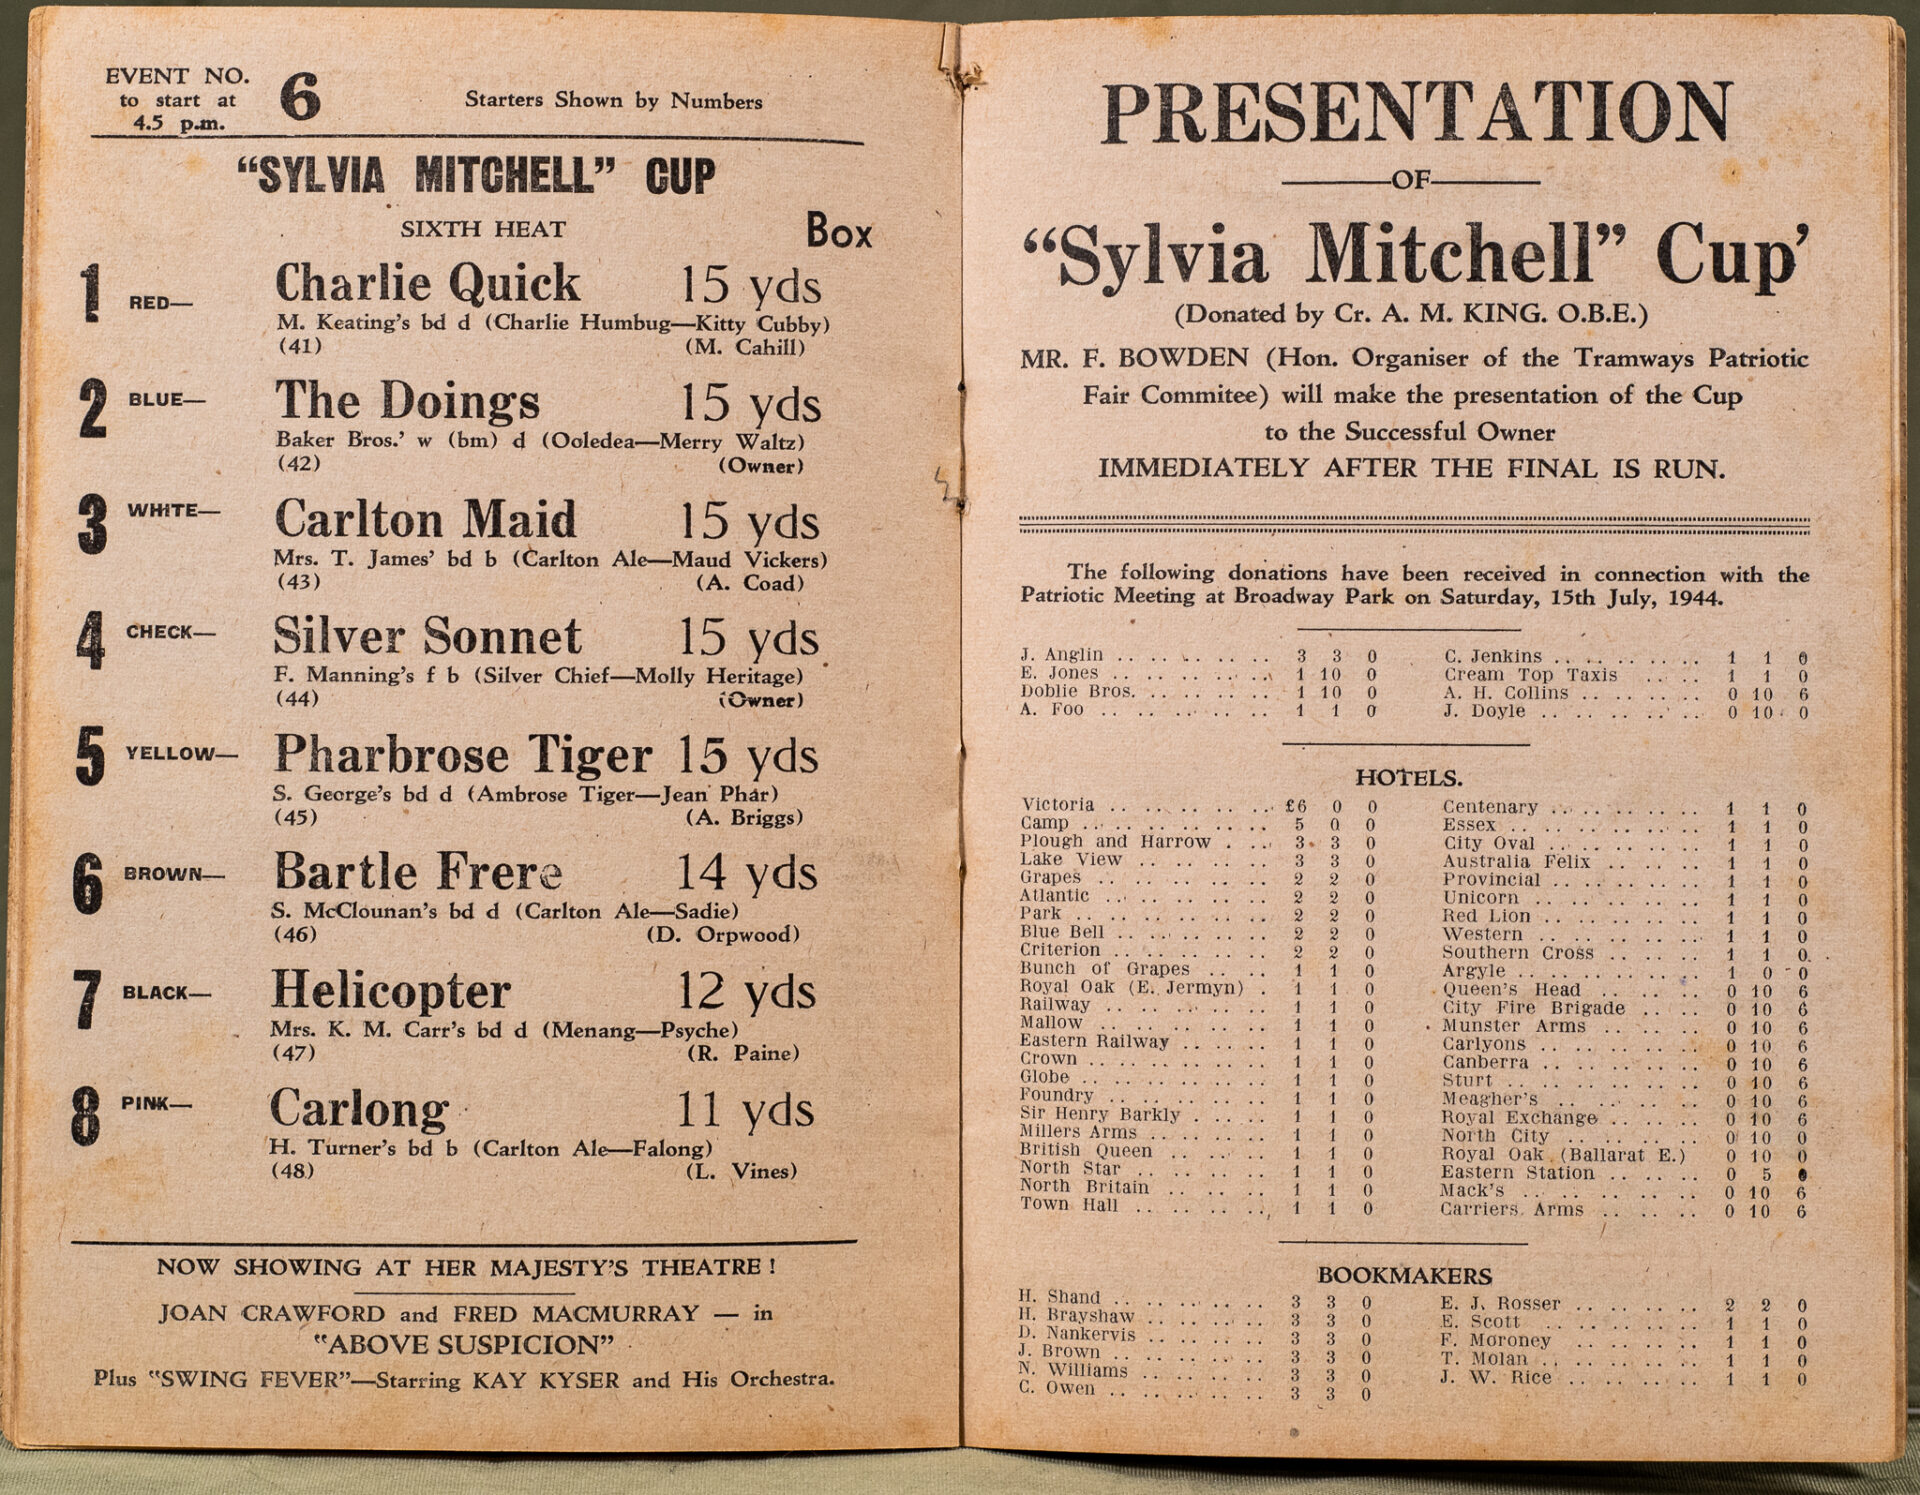 EVENT NO.
to start at
4.5 p.m.
6
Starters Shown by Numbers
“SYLVIA MITCHELL” CUP
SIXTH HEAT
Box
1 RED— Charlie Quick 15 yds
M. Keating's bd d (Charlie Humbug—Kitty Cubby)
(41) (M. Cahill)
2 BLUE— The Doings 15 yds
Baker Bros.' w (bm) d (Ooledea—Merry Waltz)
(42) (Owner)
3 WHITE— Carlton Maid 15 yds
Mrs. T. James' bd b (Carlton Ale—Maud Vickers)
(43) (A. Coad)
4 CHECK— Silver Sonnet 15 yds
F. Manning's f b (Silver Chief—Molly Heritage)
(44) (Owner)
5 YELLOW— Pharbrose Tiger 15 yds
S. George's bd d (Ambrose Tiger—Jean Phar)
(45) (A. Briggs)
6 BROWN— Bartle Frere 14 yds
S. McClounan's bd d (Carlton Ale—Sadie)
(46) (D. Orpwood)
7 BLACK— Helicopter 12 yds
Mrs. K. M. Carr's bd d (Menang—Psyche)
(47) (R. Paine)
8 PINK— Carlong 11 yds
H. Turner's bd b (Carlton Ale—Falong)
(48) (L. Vines)
NOW SHOWING AT HER MAJESTY'S THEATRE!
JOAN CRAWFORD and FRED MACMURRAY — in
“ABOVE SUSPICION”
Plus “SWING FEVER”—Starring KAY KYSER and His Orchestra.
PRESENTATION
OF
“Sylvia Mitchell” Cup'
(Donated by Cr. A. M. KING. O.B.E.)
MR. F. BOWDEN (Hon. Organiser of the Tramways Patriotic
Fair Commitee) will make the presentation of the Cup
to the Successful Owner
IMMEDIATELY AFTER THE FINAL IS RUN.
The following donations have been received in connection with the
Patriotic Meeting at Broadway Park on Saturday, 15th July, 1944.
J. Anglin .. .. .. .. .. .. 3 3 0
E. Jones .. .. .. .. .. .. 1 10 0
Doblie Bros. .. .. .. .. .. 1 10 0
A. Foo .. .. .. .. .. .. 1 1 0
C. Jenkins .. .. .. .. .. 1 1 0
Cream Top Taxis .. .. 1 1 0
A. H. Collins .. .. .. .. 0 10 6
J. Doyle .. .. .. .. .. .. 0 10 0
HOTELS.
Victoria .. .. .. .. .. £6 0 0
Camp .. .. .. .. .. .. 5 0 0
Plough and Harrow . .. 3 3 0
Lake View .. .. .. .. 3 3 0
Grapes .. .. .. .. .. 2 2 0
Atlantic .. .. .. .. .. 2 2 0
Park .. .. .. .. .. .. 2 2 0
Blue Bell .. .. .. .. .. 2 2 0
Criterion .. .. .. .. .. 2 2 0
Bunch of Grapes .. .. 1 1 0
Royal Oak (E. Jermyn) . 1 1 0
Railway .. .. .. .. .. 1 1 0
Mallow .. .. .. .. .. 1 1 0
Eastern Railway .. .. .. 1 1 0
Crown .. .. .. .. .. .. 1 1 0
Globe .. .. .. .. .. .. 1 1 0
Foundry .. .. .. .. .. 1 1 0
Sir Henry Barkly . .. .. 1 1 0
Millers Arms .. .. .. .. 1 1 0
British Queen .. .. .. 1 1 0
North Star .. .. .. .. 1 1 0
North Britain .. .. .. 1 1 0
Town Hall .. .. .. .. 1 1 0
Centenary .. .. .. .. .. 1 1 0
Essex .. .. .. .. .. .. 1 1 0
City Oval .. .. .. .. .. 1 1 0
Australia Felix .. .. .. 1 1 0
Provincial .. .. .. .. .. 1 1 0
Unicorn .. .. .. .. .. 1 1 0
Red Lion .. .. .. .. .. 1 1 0
Western .. .. .. .. .. 1 1 0
Southern Cross .. .. .. 1 1 0
Argyle .. .. .. .. .. .. 1 0 0
Queen's Head .. .. .. 0 10 6
City Fire Brigade .. .. 0 10 6
Munster Arms .. .. .. 0 10 6
Carlyons .. .. .. .. .. 0 10 6
Canberra .. .. .. .. .. 0 10 6
Sturt .. .. .. .. .. .. 0 10 6
Meagher's .. .. .. .. .. 0 10 6
Royal Exchange .. .. .. 0 10 6
North City .. .. .. .. 0 10 0
Royal Oak (Ballarat E.) 0 10 0
Eastern Station .. .. .. 0 5
Mack's .. .. .. .. .. 0 10 6
Carriers Arms .. .. .. 0 10 6
BOOKMAKERS
H. Shand .. .. .. .. .. 3 3 0
H. Brayshaw .. .. .. .. 3 3 0
D. Nankervis .. .. .. .. 3 3 0
J. Brown .. .. .. .. .. 3 3 0
N. Williams .. .. .. .. 3 3 0
C. Owen .. .. .. .. .. 3 3 0
E. J. Rosser .. .. .. .. 2 2 0
E. Scott .. .. .. .. .. 1 1 0
F. Moroney .. .. .. .. 1 1 0
T. Molan .. .. .. .. .. 1 1 0
J. W. Rice .. .. .. .. 1 1 0